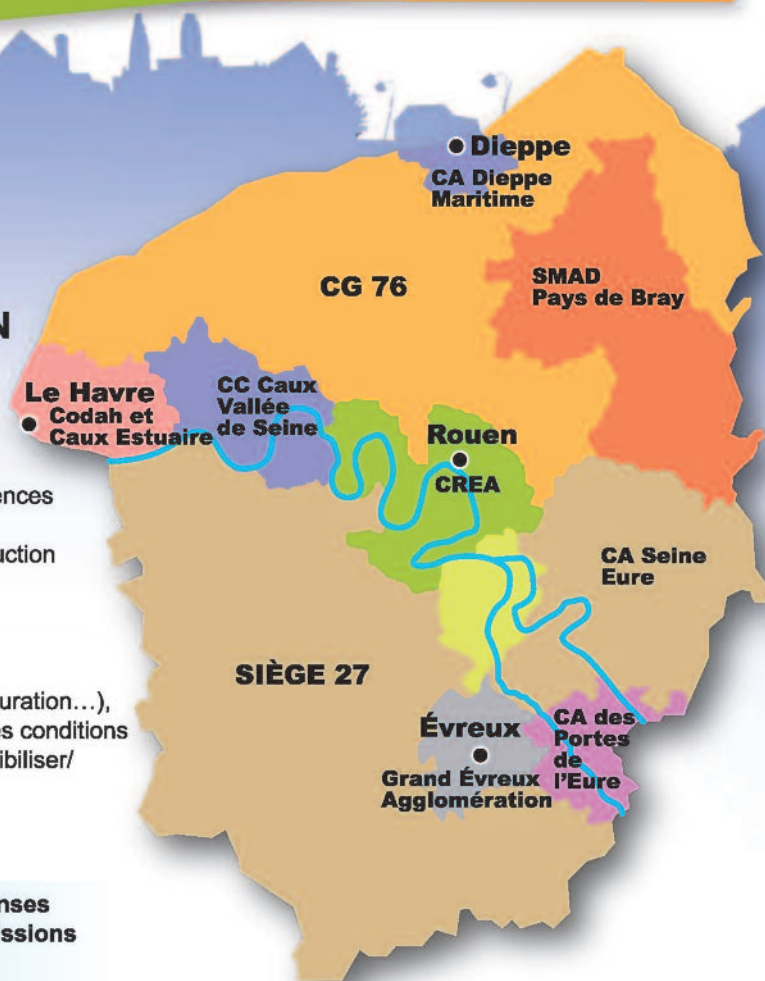 Dieppe
CA Dieppe
Maritime
CG 76
SMAD
Pays de Bray
N
Le Havre
Codah et
Caux Estuaire
CC Caux
Vallée
de Seine
Rouen
CREA
ences
uction
CA Seine
Eure
SIÈGE 27
uration...),
es conditions
ibiliser/
Évreux
Grand Évreux
Agglomération
CA des
Portes
de
l'Eure
nses
ssions